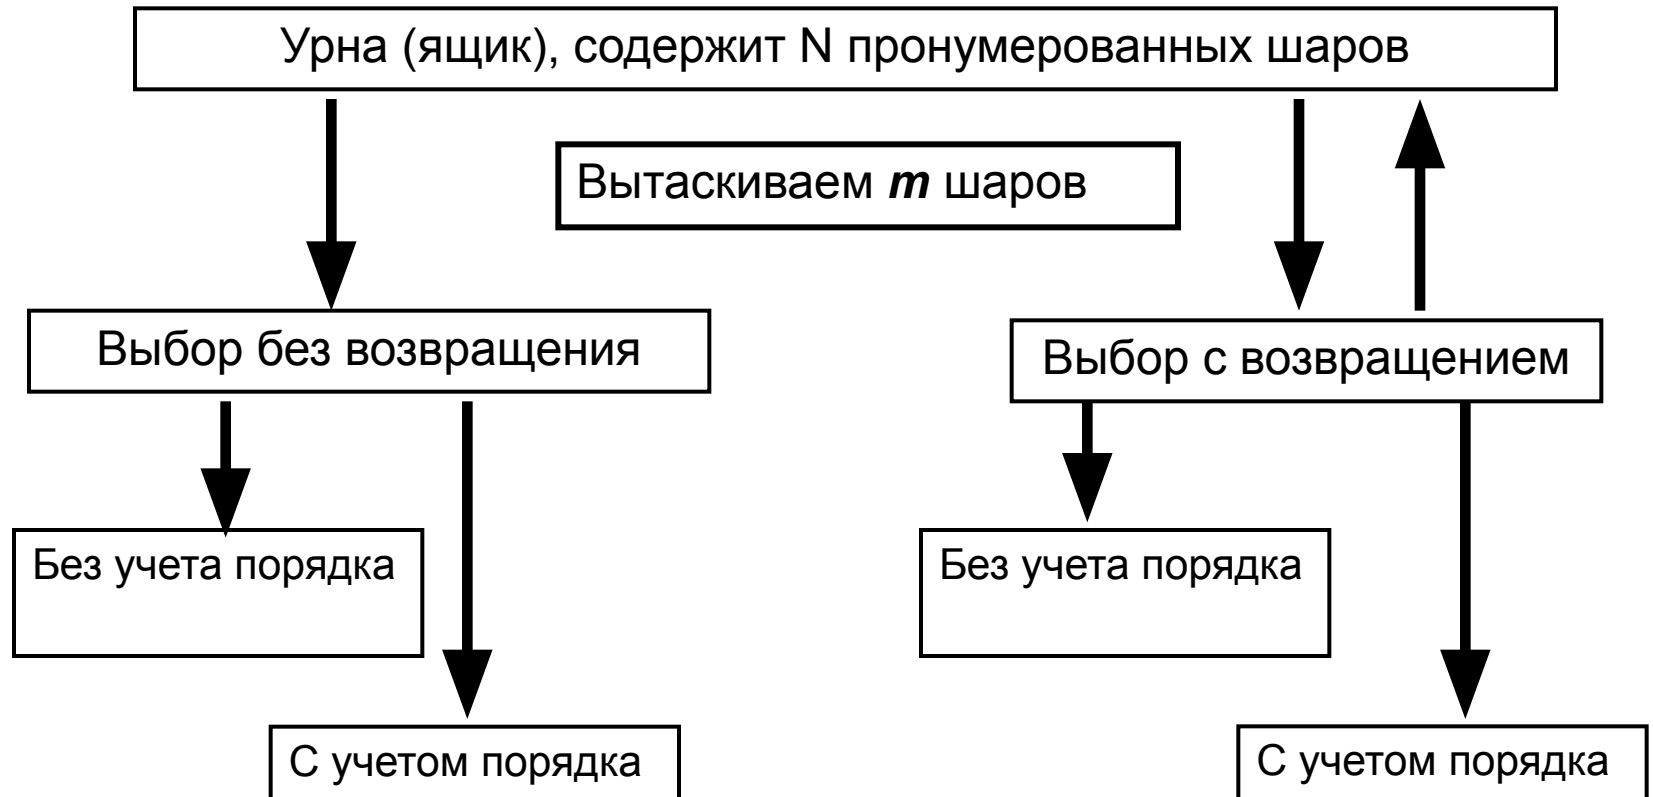 Урна (ящик), содержит N пронумерованных шаров
Вытаскиваем m шаров
Выбор без возвращения
Выбор с возвращением
Без учета порядка
Без учета порядка
С учетом порядка
С учетом порядка